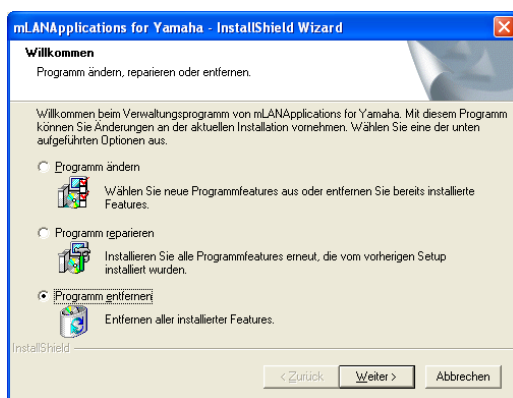 mLANApplications for Yamaha - InstallShield Wizard
Willkommen
Programm ändern, reparieren oder entfernen.
Willkommen beim Verwaltungsprogramm von mLANApplications for Yamaha. Mit diesem Programm
können Sie Änderungen an der aktuellen Installation vornehmen. Wählen Sie eine der unten
aufgeführten Optionen aus.
Programm ändern
Wählen Sie neue Programmfeatures aus oder entfernen Sie bereits installierte
Features.
Programm reparieren
Installieren Sie alle Programmfeatures erneut, die vom vorherigen Setup
installiert wurden.
Programm entfernen
Entfernen aller installierter Features.
InstallShield
< Zurück Weiter > Abbrechen